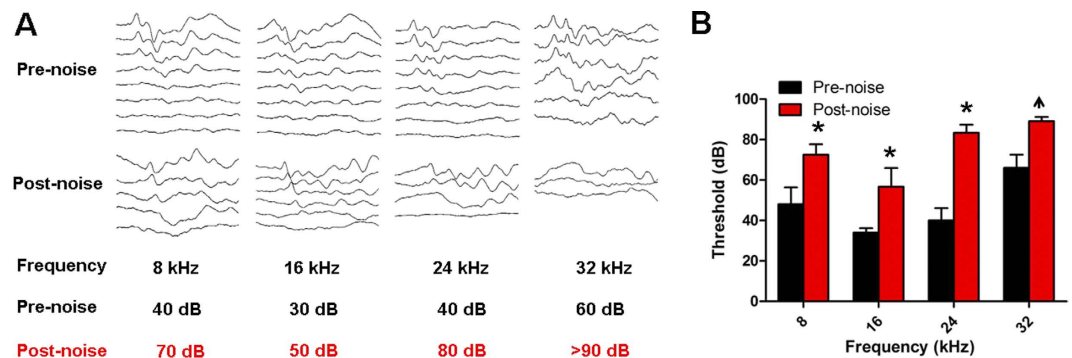 A
Pre-noise
Post-noise
Frequency 8 kHz 16 kHz 24 kHz 32 kHz
Pre-noise 40 dB 30 dB 40 dB 60 dB
Post-noise 70 dB 50 dB 80 dB >90 dB
B
Pre-noise
Post-noise
Threshold (dB)
100
80
60
40
20
0
* * *
8 16 24 32
Frequency (kHz)